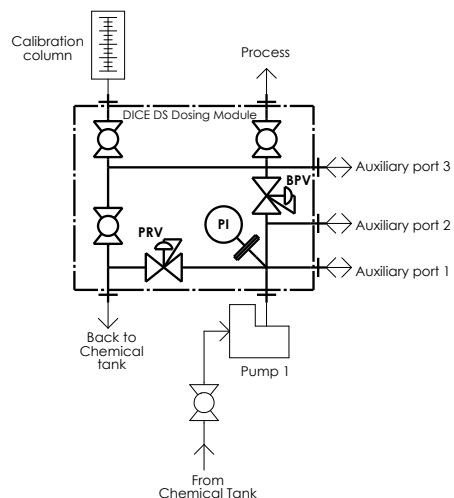 Calibration
column
Process
DICE DS Dosing Module
Auxiliary port 3
BPV
PI
PRV
Auxiliary port 2
Auxiliary port 1
Back to
Chemical
tank
Pump 1
From
Chemical Tank